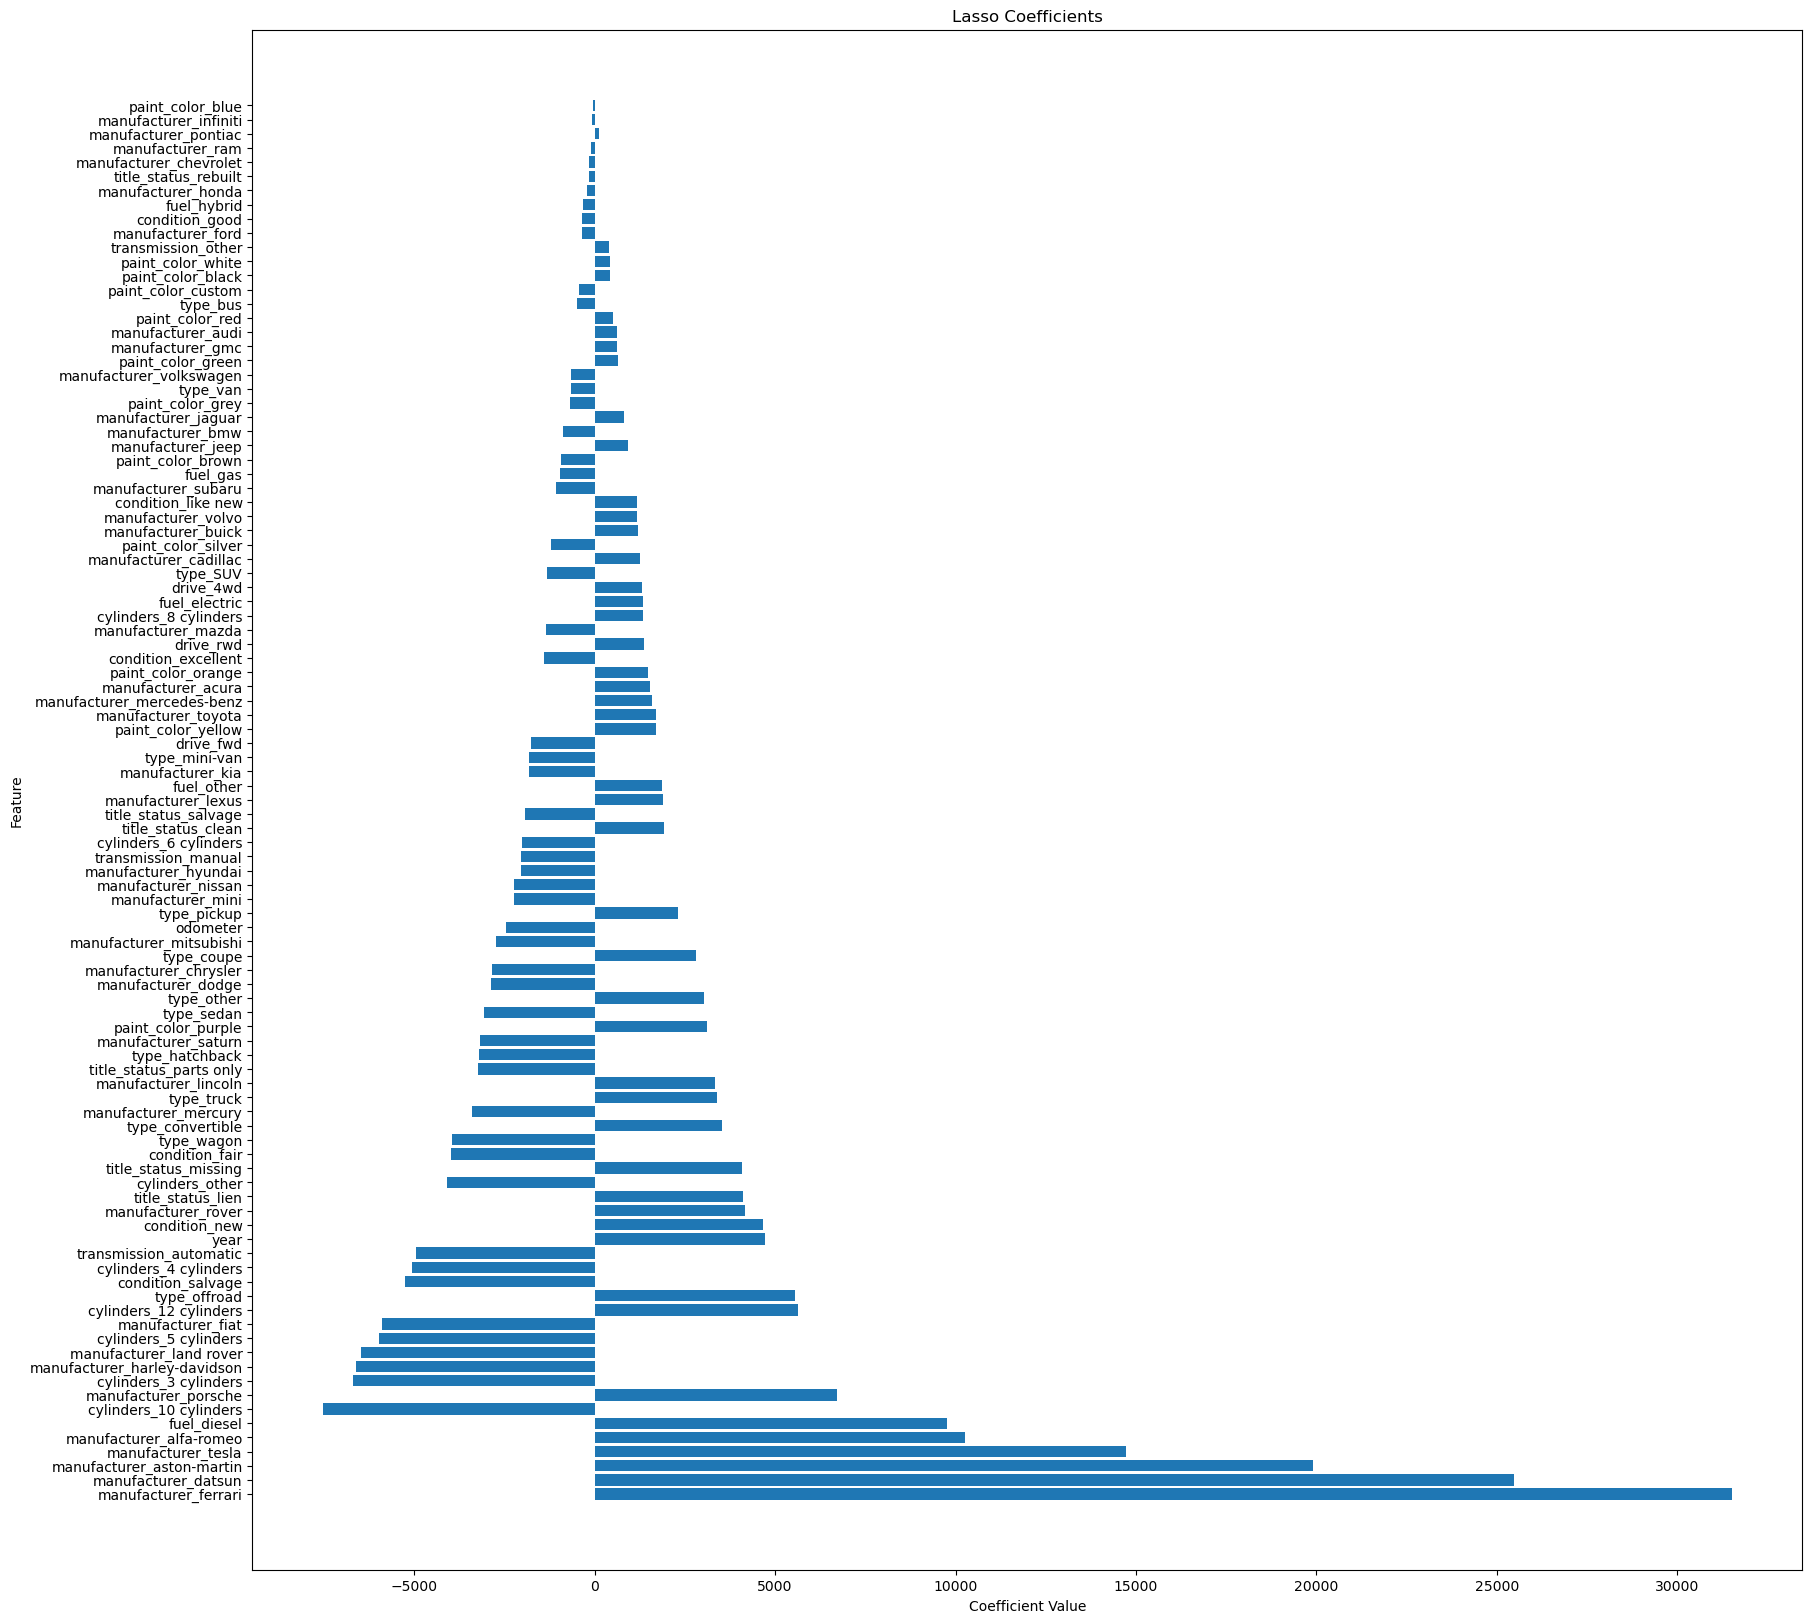 Lasso Coefficients
paint_color_blue
manufacturer_infiniti
manufacturer_pontiac
manufacturer_ram
manufacturer_chevrolet
title_status_rebuilt
manufacturer_honda
fuel_hybrid
condition_good
manufacturer_ford
transmission_other
paint_color_white
paint_color_black
paint_color_custom
type_bus
paint_color_red
manufacturer_audi
manufacturer_gmc
paint_color_green
manufacturer_volkswagen
type_van
paint_color_grey
manufacturer_jaguar
manufacturer_bmw
manufacturer_jeep
paint_color_brown
fuel_gas
manufacturer_subaru
condition_like new
manufacturer_volvo
manufacturer_buick
paint_color_silver
manufacturer_cadillac
type_SUV
drive_4wd
fuel_electric
cylinders_8 cylinders
manufacturer_mazda
drive_rwd
condition_excellent
paint_color_orange
manufacturer_acura
manufacturer_mercedes-benz
manufacturer_toyota
paint_color_yellow
drive_fwd
type_mini-van
manufacturer_kia
fuel_other
manufacturer_lexus
title_status_salvage
title_status_clean
cylinders_6 cylinders
transmission_manual
manufacturer_hyundai
manufacturer_nissan
manufacturer_mini
type_pickup
odometer
manufacturer_mitsubishi
type_coupe
manufacturer_chrysler
manufacturer_dodge
type_other
type_sedan
paint_color_purple
manufacturer_saturn
type_hatchback
title_status_parts only
manufacturer_lincoln
type_truck
manufacturer_mercury
type_convertible
type_wagon
condition_fair
title_status_missing
cylinders_other
title_status_lien
manufacturer_rover
condition_new
year
transmission_automatic
cylinders_4 cylinders
condition_salvage
type_offroad
cylinders_12 cylinders
manufacturer_fiat
cylinders_5 cylinders
manufacturer_land rover
manufacturer_harley-davidson
cylinders_3 cylinders
manufacturer_porsche
cylinders_10 cylinders
fuel_diesel
manufacturer_alfa-romeo
manufacturer_tesla
manufacturer_aston-martin
manufacturer_datsun
manufacturer_ferrari
Feature
−5000 0 5000 10000 15000 20000 25000 30000
Coefficient Value